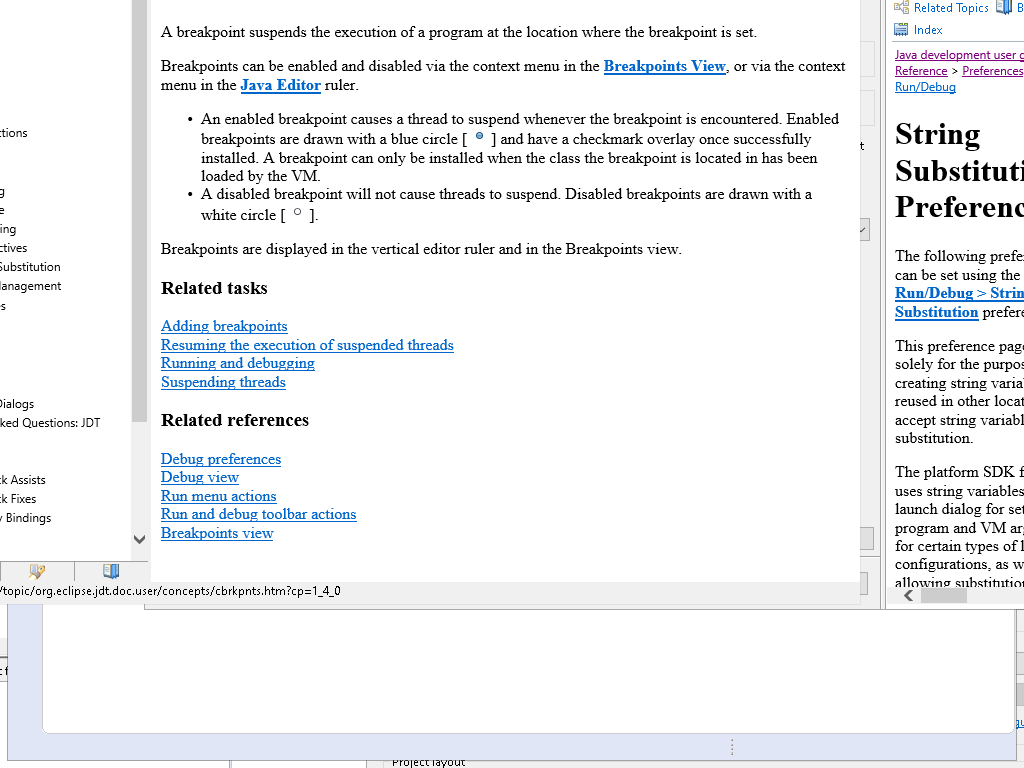 A breakpoint suspends the execution of a program at the location where the breakpoint is set.
Breakpoints can be enabled and disabled via the context menu in the Breakpoints View, or via the context
menu in the Java Editor ruler.
• An enabled breakpoint causes a thread to suspend whenever the breakpoint is encountered. Enabled
breakpoints are drawn with a blue circle [ ] and have a checkmark overlay once successfully
installed. A breakpoint can only be installed when the class the breakpoint is located in has been
loaded by the VM.
• A disabled breakpoint will not cause threads to suspend. Disabled breakpoints are drawn with a
white circle [ ].
Breakpoints are displayed in the vertical editor ruler and in the Breakpoints view.
Related tasks
Adding breakpoints
Resuming the execution of suspended threads
Running and debugging
Suspending threads
Related references
Debug preferences
Debug view
Run menu actions
Run and debug toolbar actions
Breakpoints view
ctions
g
e
ing
ctives
Substitution
Management
s
Dialogs
ked Questions: JDT
ck Assists
ck Fixes
y Bindings
/topic/org.eclipse.jdt.doc.user/concepts/cbrkpnts.htm?cp=1_4_0
t
Related Topics B
Index
Java development user g
Reference > Preferences
Run/Debug
String
Substituti
Preferenc
The following prefe
can be set using the
Run/Debug > Strin
Substitution prefere
This preference page
solely for the purpos
creating string varia
reused in other locat
accept string variabl
substitution.
The platform SDK f
uses string variables
launch dialog for set
program and VM arg
for certain types of l
configurations, as w
allowing substitution
Project layout